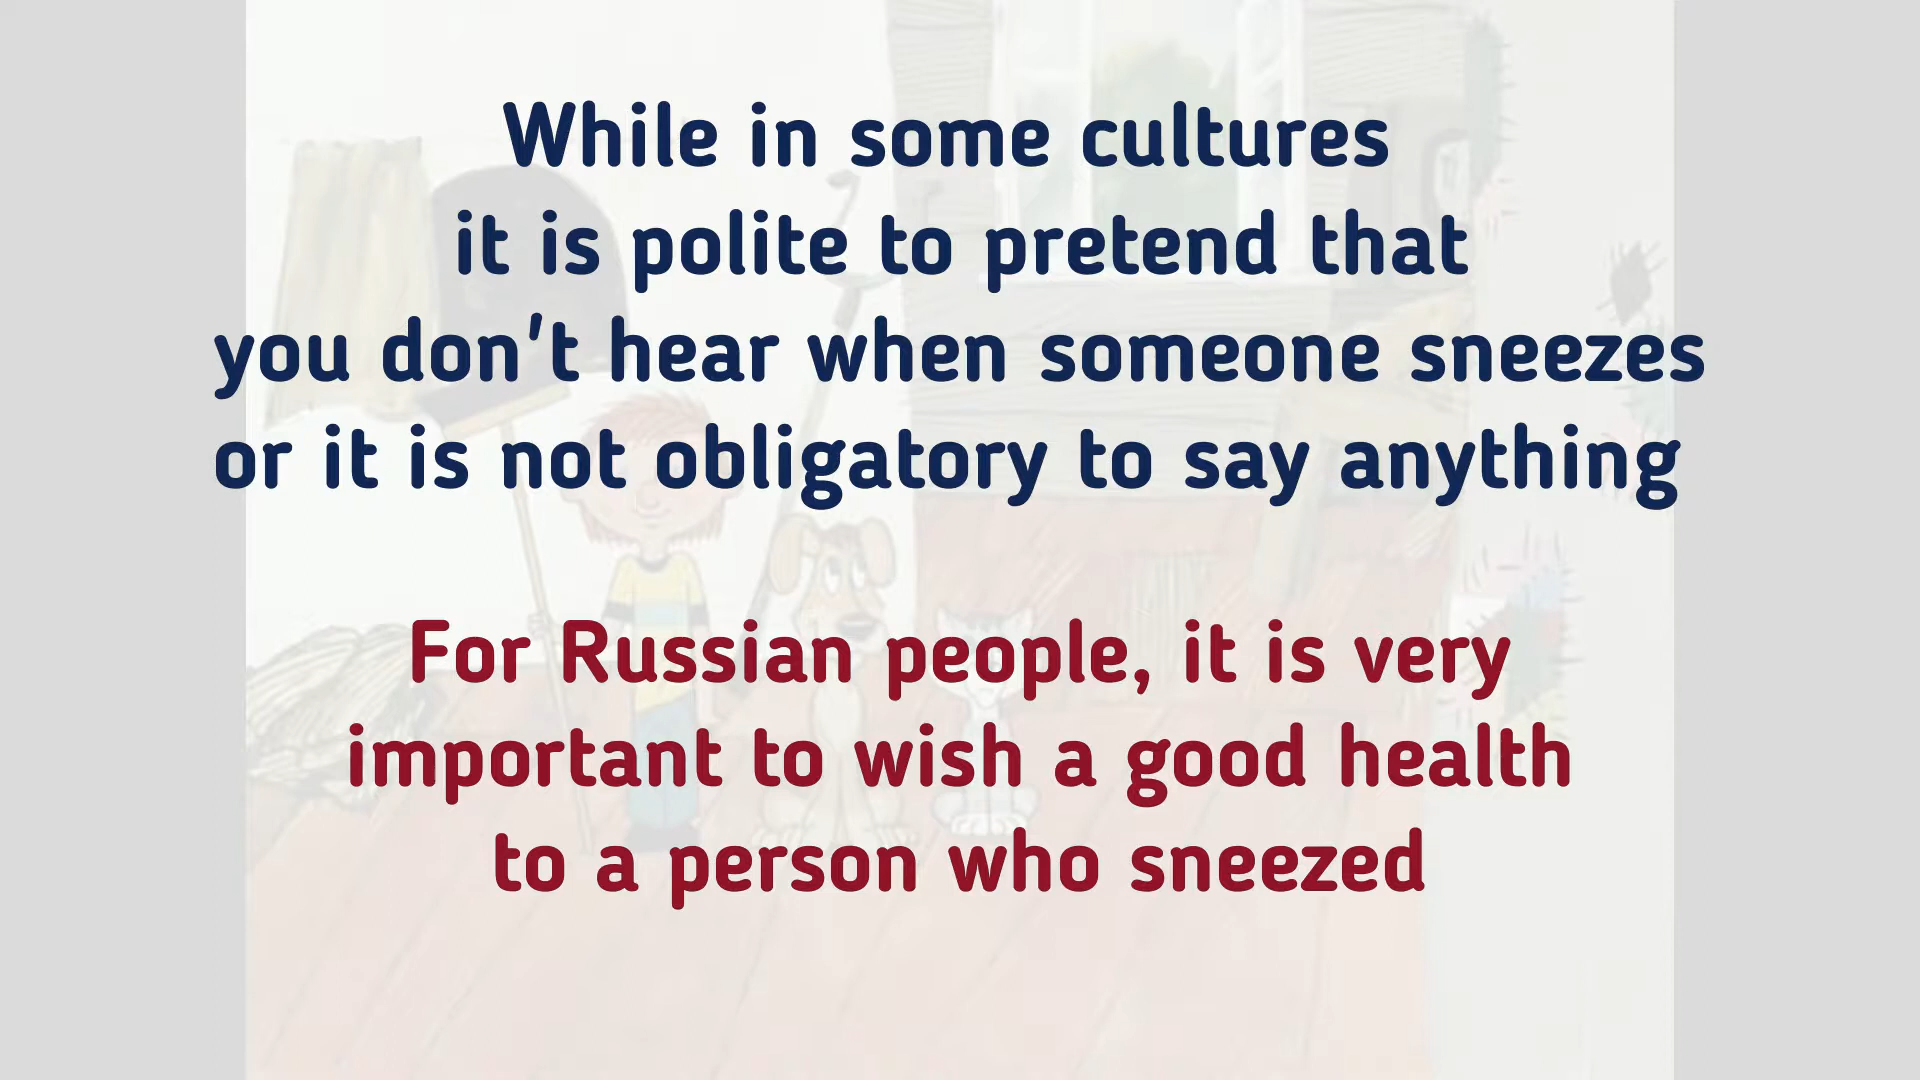 While in some cultures
it is polite to pretend that
you don't hear when someone sneezes
or it is not obligatory to say anything
For Russian people, it is very
important to wish a good health
to a person who sneezed